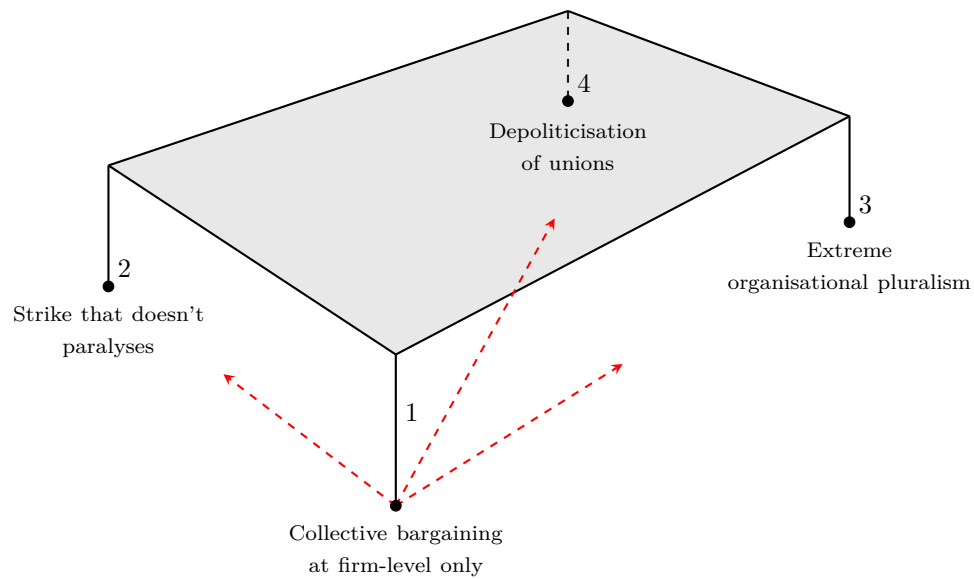 4
Depoliticisation
of unions
3
Extreme
organisational pluralism
2
Strike that doesn't
paralyses
1
Collective bargaining
at firm-level only